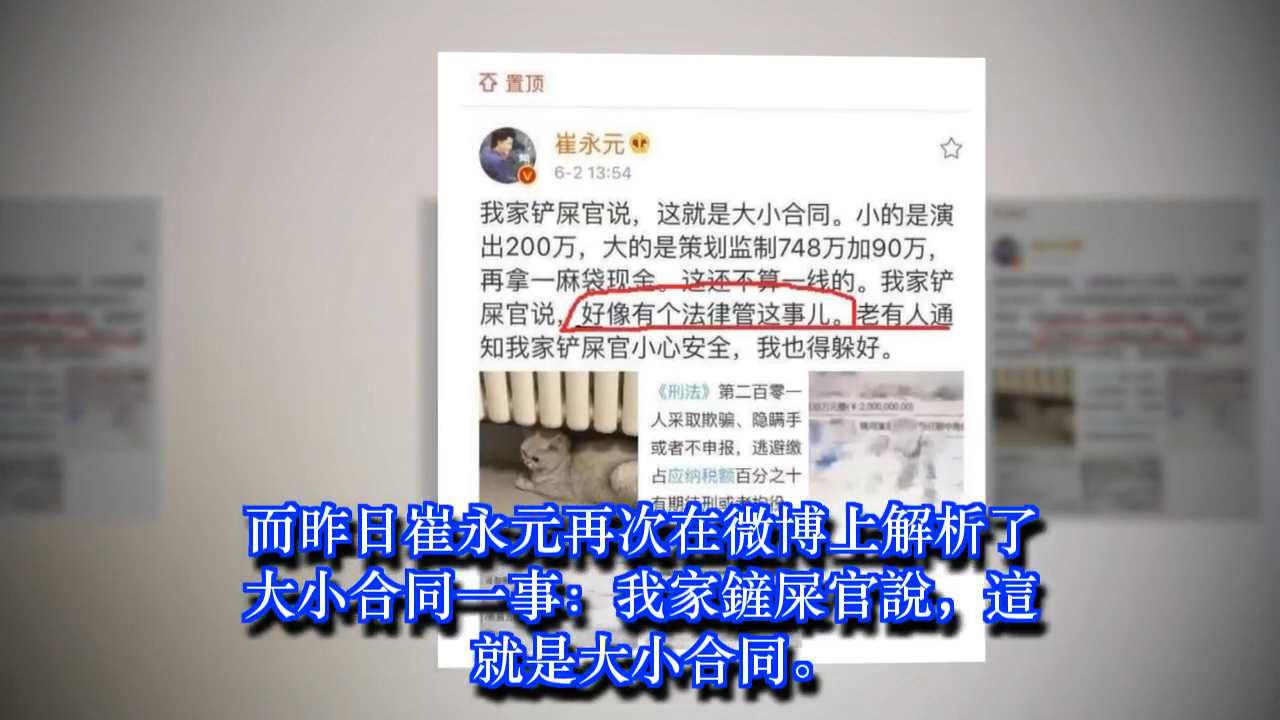 置顶
崔永元
6-2 13:54
我家铲屎官说，这就是大小合同。小的是演
出200万，大的是策划监制748万加90万，
再拿一麻袋现金。这还不算一线的。我家铲
屎官说，好像有个法律管这事儿。老有人通
知我家铲屎官小心安全，我也得躲好。
《刑法》第二百零一
人采取欺骗、隐瞒手
或者不申报，逃避缴
占应纳税额百分之十
(￥2,000,000.00)
而昨日崔永元再次在微博上解析了
大小合同一事：我家鏟屎官說，這
就是大小合同。